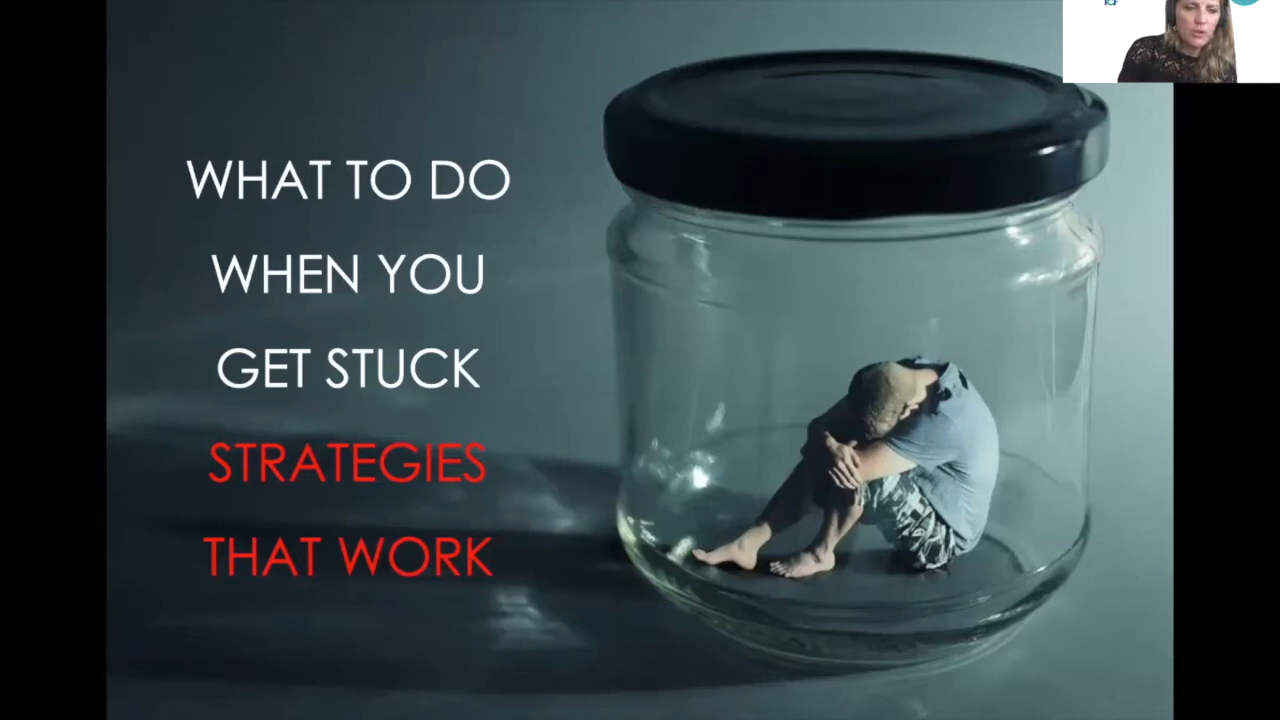 WHAT TO DO
WHEN YOU
GET STUCK
STRATEGIES
THAT WORK